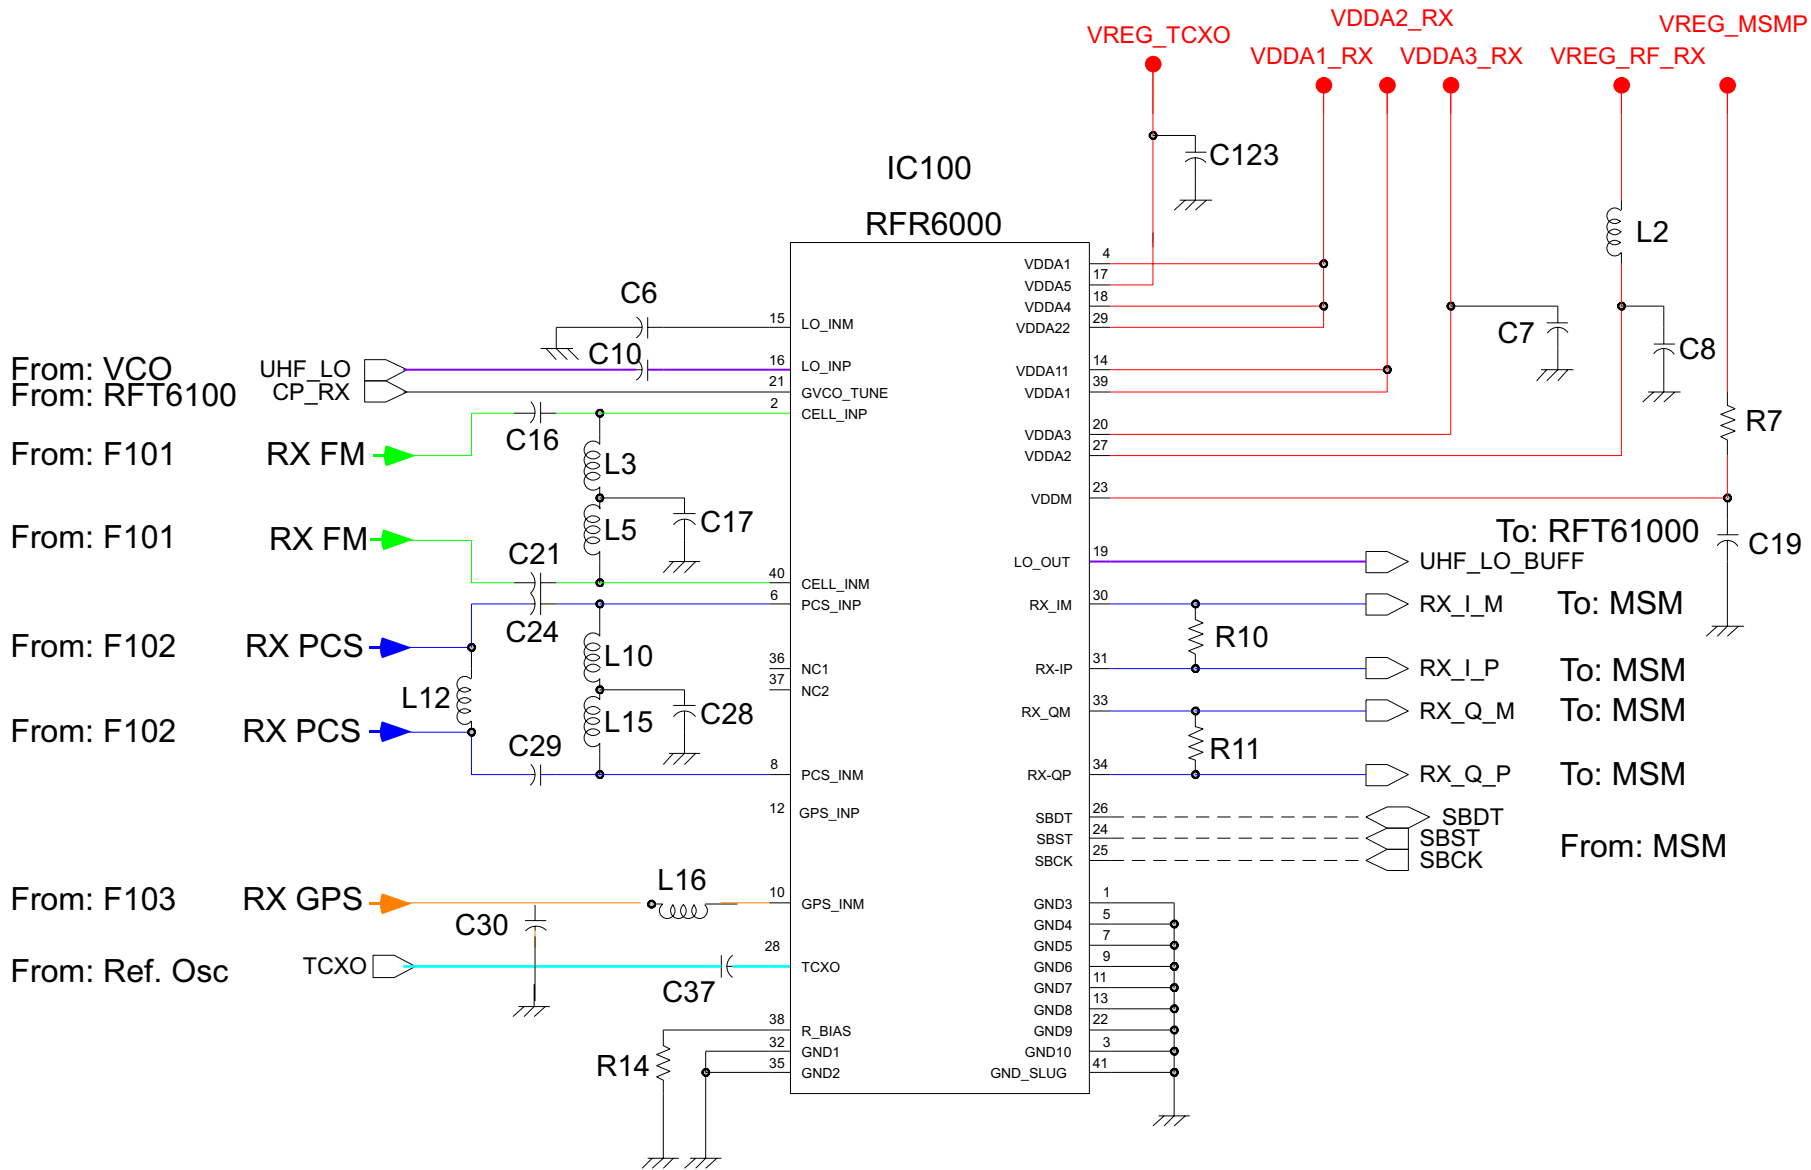 VDDA2_RX
VREG_MSMP
VREG_TCXO
VDDA1_RX
VDDA3_RX
VREG_RF_RX
C123
IC100
RFR6000
L2
C7
C8
R7
C19
C6
C10
From: VCO
UHF_LO
From: RFT6100
CP_RX
C16
From: F101
RX FM
L3
C17
L5
From: F101
RX FM
C21
C24
From: F102
RX PCS
L10
L12
C28
L15
From: F102
RX PCS
C29
From: F103
RX GPS
L16
C30
From: Ref. Osc
TCXO
C37
R14
15 LO_INM
16 LO_INP
21 GVCO_TUNE
2 CELL_INP
40 CELL_INM
6 PCS_INP
36 NC1
37 NC2
8 PCS_INM
12 GPS_INP
10 GPS_INM
28 TCXO
38 R_BIAS
32 GND1
35 GND2
VDDA1 4
VDDA5 17
VDDA4 18
VDDA22 29
VDDA11 14
VDDA1 39
VDDA3 20
VDDA2 27
VDDM 23
LO_OUT 19
RX_IM 30
RX-IP 31
RX_QM 33
RX-QP 34
SBDT 26
SBST 24
SBCK 25
GND3 1
GND4 5
GND5 7
GND6 9
GND7 11
GND8 13
GND9 22
GND10 3
GND_SLUG 41
To: RFT61000
UHF_LO_BUFF
RX_I_M
To: MSM
R10
RX_I_P
To: MSM
RX_Q_M
To: MSM
R11
RX_Q_P
To: MSM
SBDT
SBST
From: MSM
SBCK